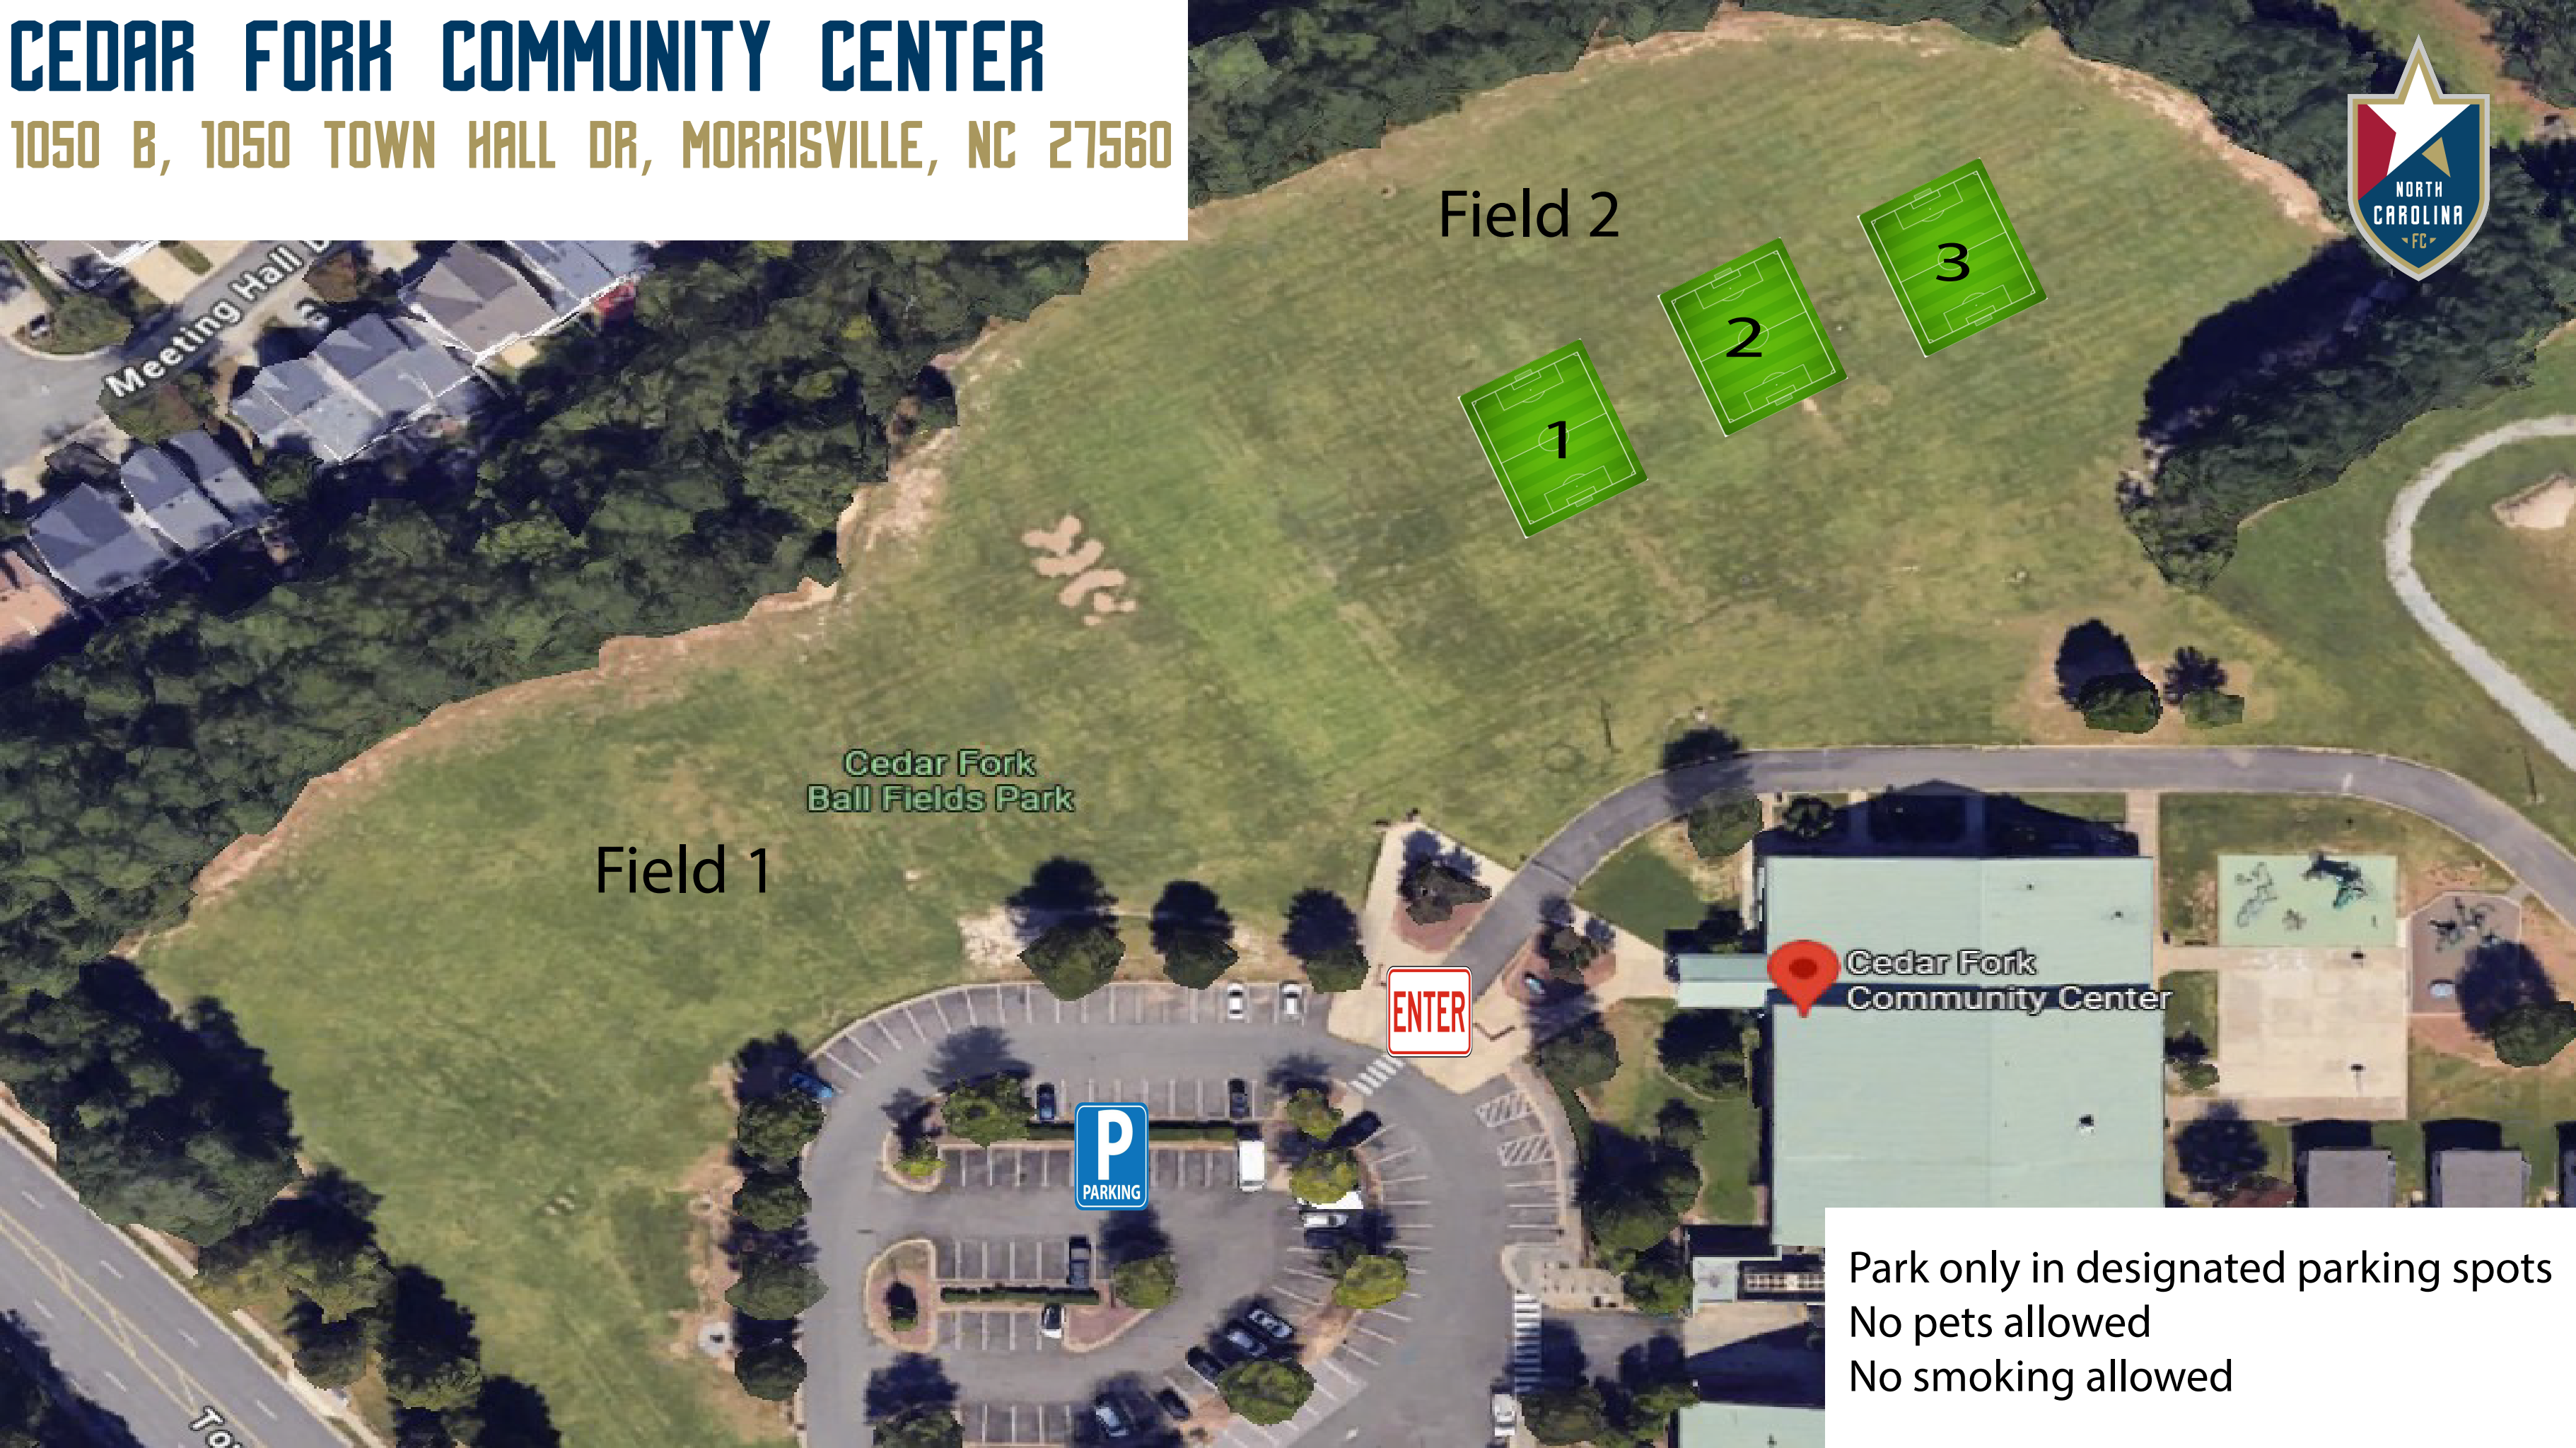 CEDAR FORK COMMUNITY CENTER
1050 B, 1050 TOWN HALL DR, MORRISVILLE, NC 27560
NORTH
CAROLINA
FC
Meeting Hall
Field 2
3
2
1
Cedar Fork
Ball Fields Park
Field 1
ENTER
Cedar Fork
Community Center
P
PARKING
Park only in designated parking spots
No pets allowed
No smoking allowed